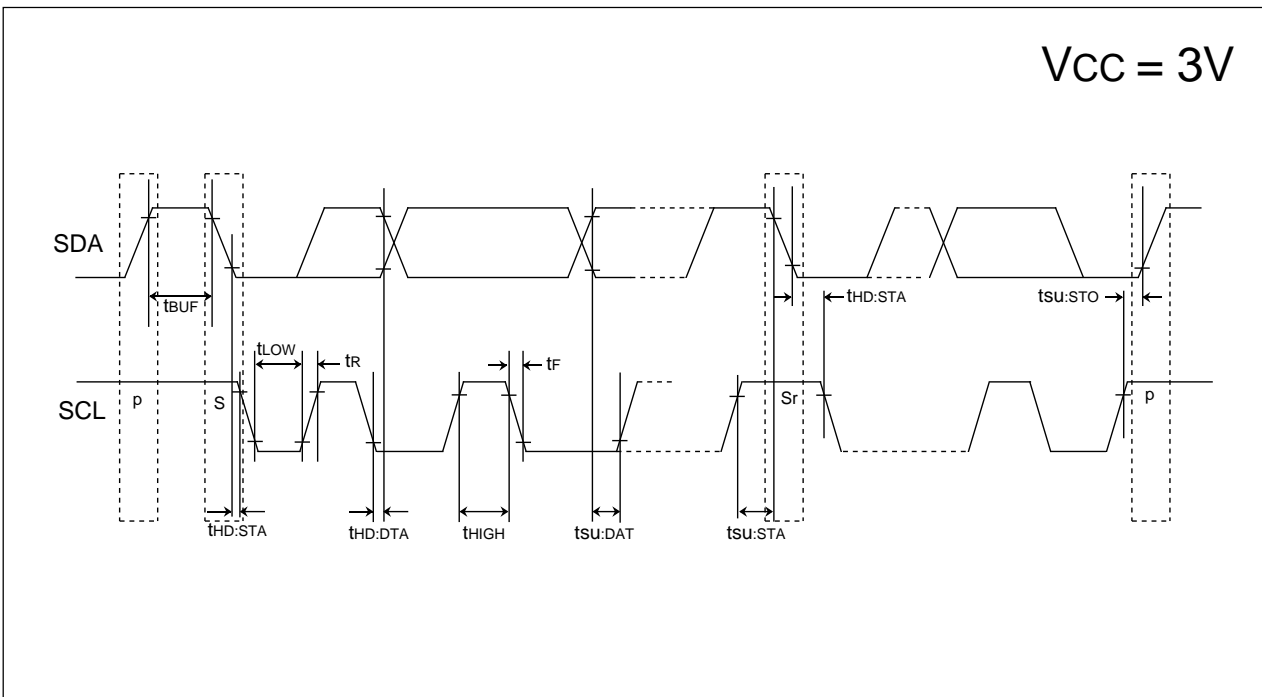 VCC = 3V
SDA
tBUF
tHD:STA
tsu:STO
tLOW
tR
tF
SCL
p
S
Sr
p
tHD:STA
tHD:DTA
tHIGH
tsu:DAT
tsu:STA